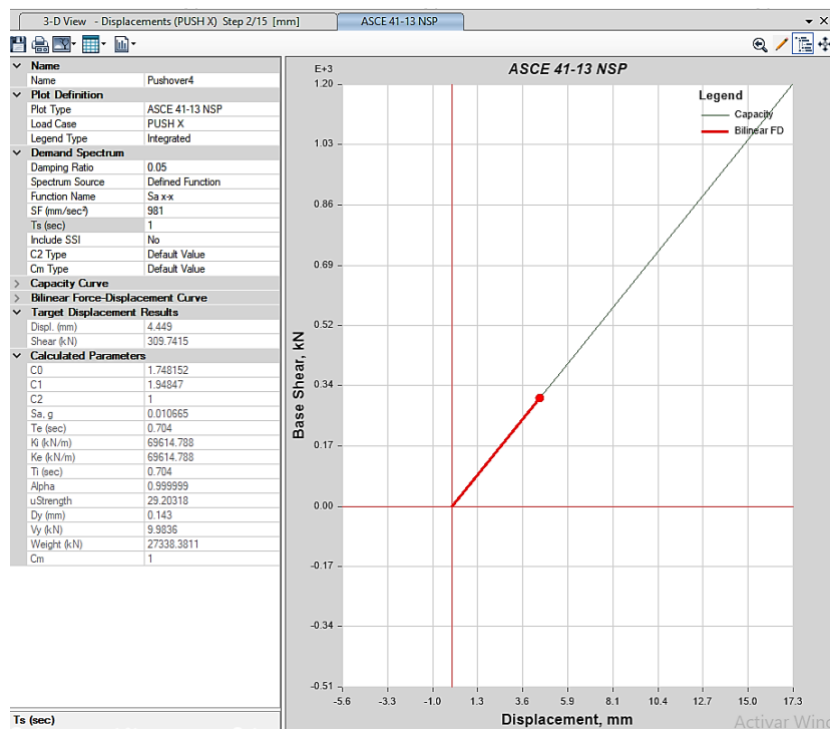 3-D View - Displacements (PUSH X) Step 2/15 [mm]
ASCE 41-13 NSP
Name
Name Pushover4
Plot Definition
Plot Type ASCE 41-13 NSP
Load Case PUSH X
Legend Type Integrated
Demand Spectrum
Damping Ratio 0.05
Spectrum Source Defined Function
Function Name Sa x-x
SF (mm/sec²) 981
Ts (sec) 1
Include SSI No
C2 Type Default Value
Cm Type Default Value
Capacity Curve
Bilinear Force-Displacement Curve
Target Displacement Results
Displ. (mm) 4.449
Shear (kN) 309.7415
Calculated Parameters
C0 1.748152
C1 1.94847
C2 1
Sa, g 0.010665
Te (sec) 0.704
Ki (kN/m) 69614.788
Ke (kN/m) 69614.788
Ti (sec) 0.704
Alpha 0.999999
uStrength 29.20318
Dy (mm) 0.143
Vy (kN) 9.9836
Weight (kN) 27338.3811
Cm 1
Ts (sec)
ASCE 41-13 NSP
E+3
1.20
1.03
0.86
0.69
0.52
0.34
0.17
0.00
-0.17
-0.34
-0.51
Base Shear, kN
Legend
Capacity
Bilinear FD
-5.6 -3.3 -1.0 1.3 3.6 5.9 8.1 10.4 12.7 15.0 17.3
Displacement, mm
Activar Wind